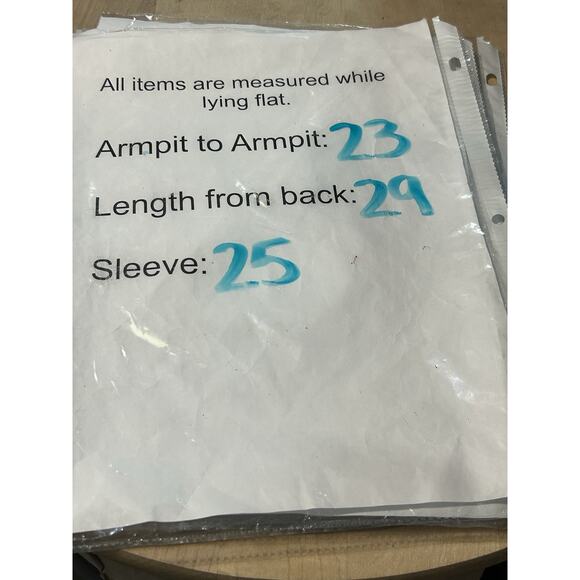 All items are measured while
lying flat.
Armpit to Armpit: 23
Length from back: 29
Sleeve: 25